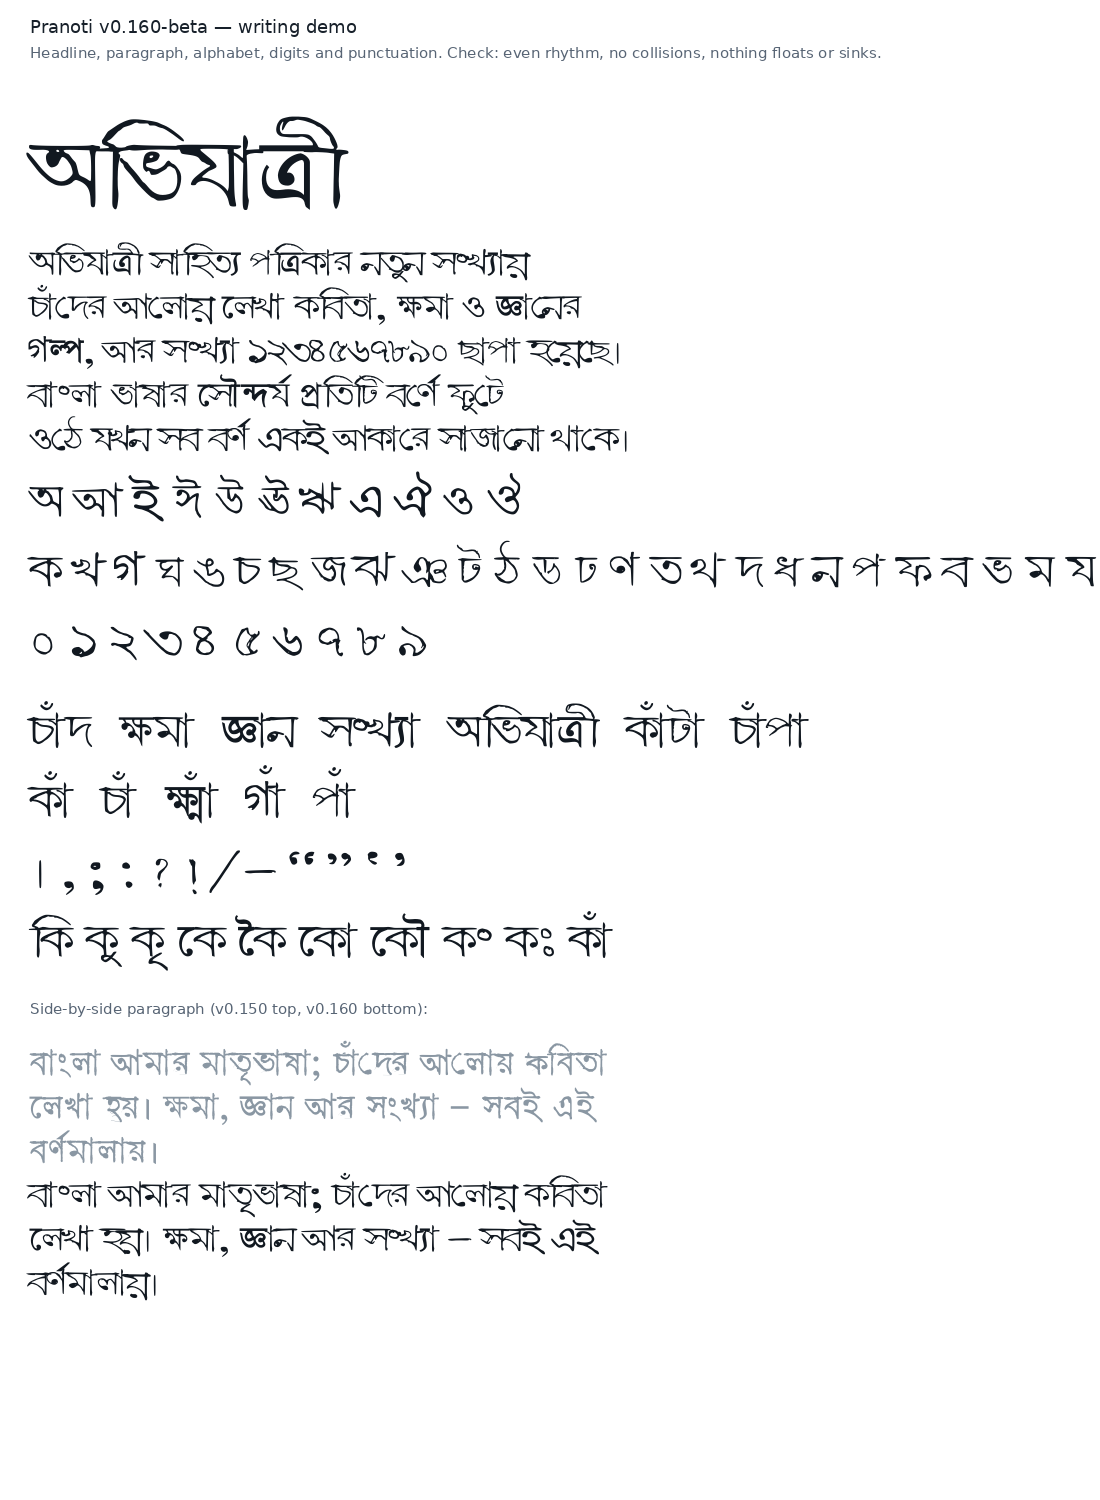 Pranoti v0.160-beta — writing demo
Headline, paragraph, alphabet, digits and punctuation. Check: even rhythm, no collisions, nothing floats or sinks.
অভিযাত্রী
অভিযাত্রী সাহিত্য পত্রিকার নতুন সংখ্যায়
চাঁদের আলোয় লেখা কবিতা, ক্ষমা ও জ্ঞানের
গল্প, আর সংখ্যা ১২৩৪৫৬৭৮৯০ ছাপা হয়েছে।
বাংলা ভাষার সৌন্দর্য প্রতিটি বর্ণে ফুটে
ওঠে যখন সব বর্ণ একই আকারে সাজানো থাকে।
অ আ ই ঈ উ ঊ ঋ এ ঐ ও ঔ
ক খ গ ঘ ঙ চ ছ জ ঝ ঞ ট ঠ ড ঢ ণ ত থ দ ধ ন প ফ ব ভ ম য
০ ১ ২ ৩ ৪ ৫ ৬ ৭ ৮ ৯
চাঁদ ক্ষমা জ্ঞান সংখ্যা অভিযাত্রী কাঁটা চাঁপা
কাঁ চাঁ ক্ষ্মাঁ গাঁ পাঁ
। , ; : ? ! / – “ ” ‘ ’
কি কু কৃ কে কৈ কো কৌ কং কঃ কাঁ
Side-by-side paragraph (v0.150 top, v0.160 bottom):
বাংলা আমার মাতৃভাষা; চাঁদের আলোয় কবিতা
লেখা হয়। ক্ষমা, জ্ঞান আর সংখ্যা – সবই এই
বর্ণমালায়।
বাংলা আমার মাতৃভাষা; চাঁদের আলোয় কবিতা
লেখা হয়। ক্ষমা, জ্ঞান আর সংখ্যা – সবই এই
বর্ণমালায়।